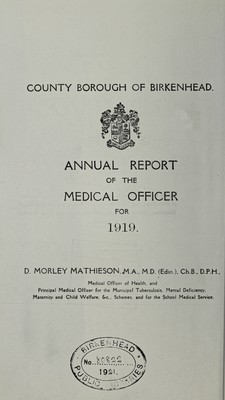 COUNTY BOROUGH OF BIRKENHEAD.
ANNUAL REPORT
OF THE
MEDICAL OFFICER
FOR
1919.
D. MORLEY MATHIESON, M.A., M.D. (Edin.), Ch.B., D.P.H.,
Medical Officer of Health, and
Principal Medical Officer for the Municipal Tuberculosis, Mental Deficiency,
Maternity and Child Welfare, &c., Schemes, and for the School Medical Service.
BIRKENHEAD
No.
1921.
PUBLIC LIBRARIES